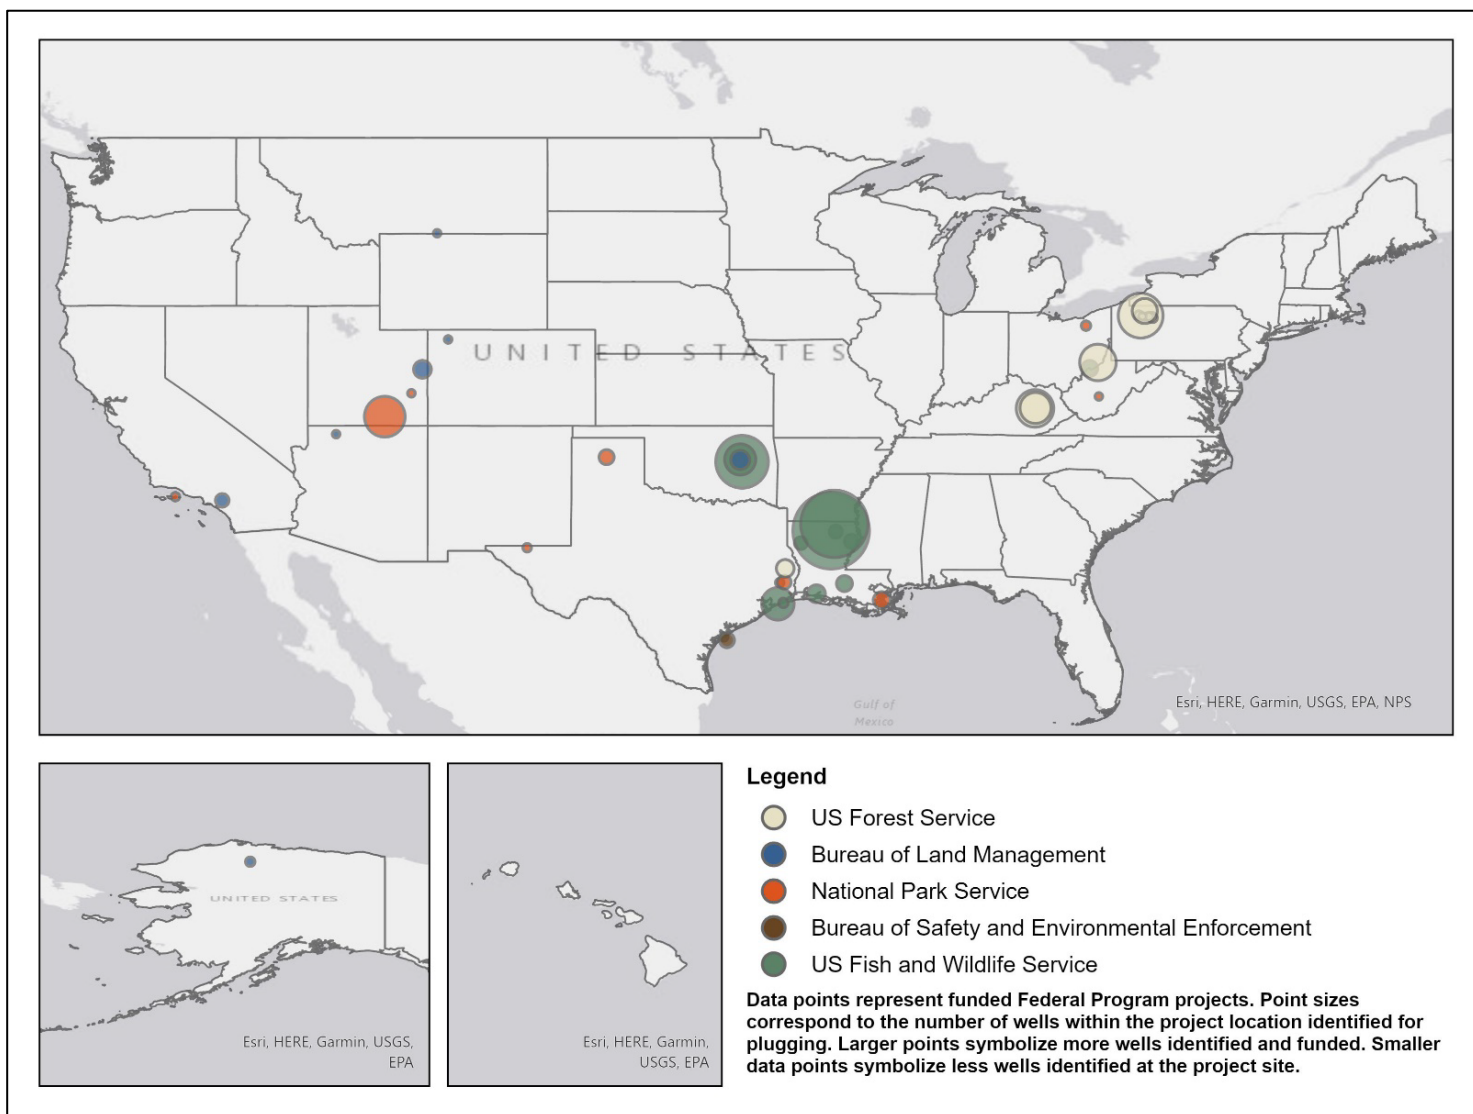 UNITED STATES
Gulf of
Mexico
Esri, HERE, Garmin, USGS, EPA, NPS
UNITED STATES
Esri, HERE, Garmin, USGS,
EPA
Esri, HERE, Garmin,
USGS, EPA
Legend
US Forest Service
Bureau of Land Management
National Park Service
Bureau of Safety and Environmental Enforcement
US Fish and Wildlife Service
Data points represent funded Federal Program projects. Point sizes
correspond to the number of wells within the project location identified for
plugging. Larger points symbolize more wells identified and funded. Smaller
data points symbolize less wells identified at the project site.